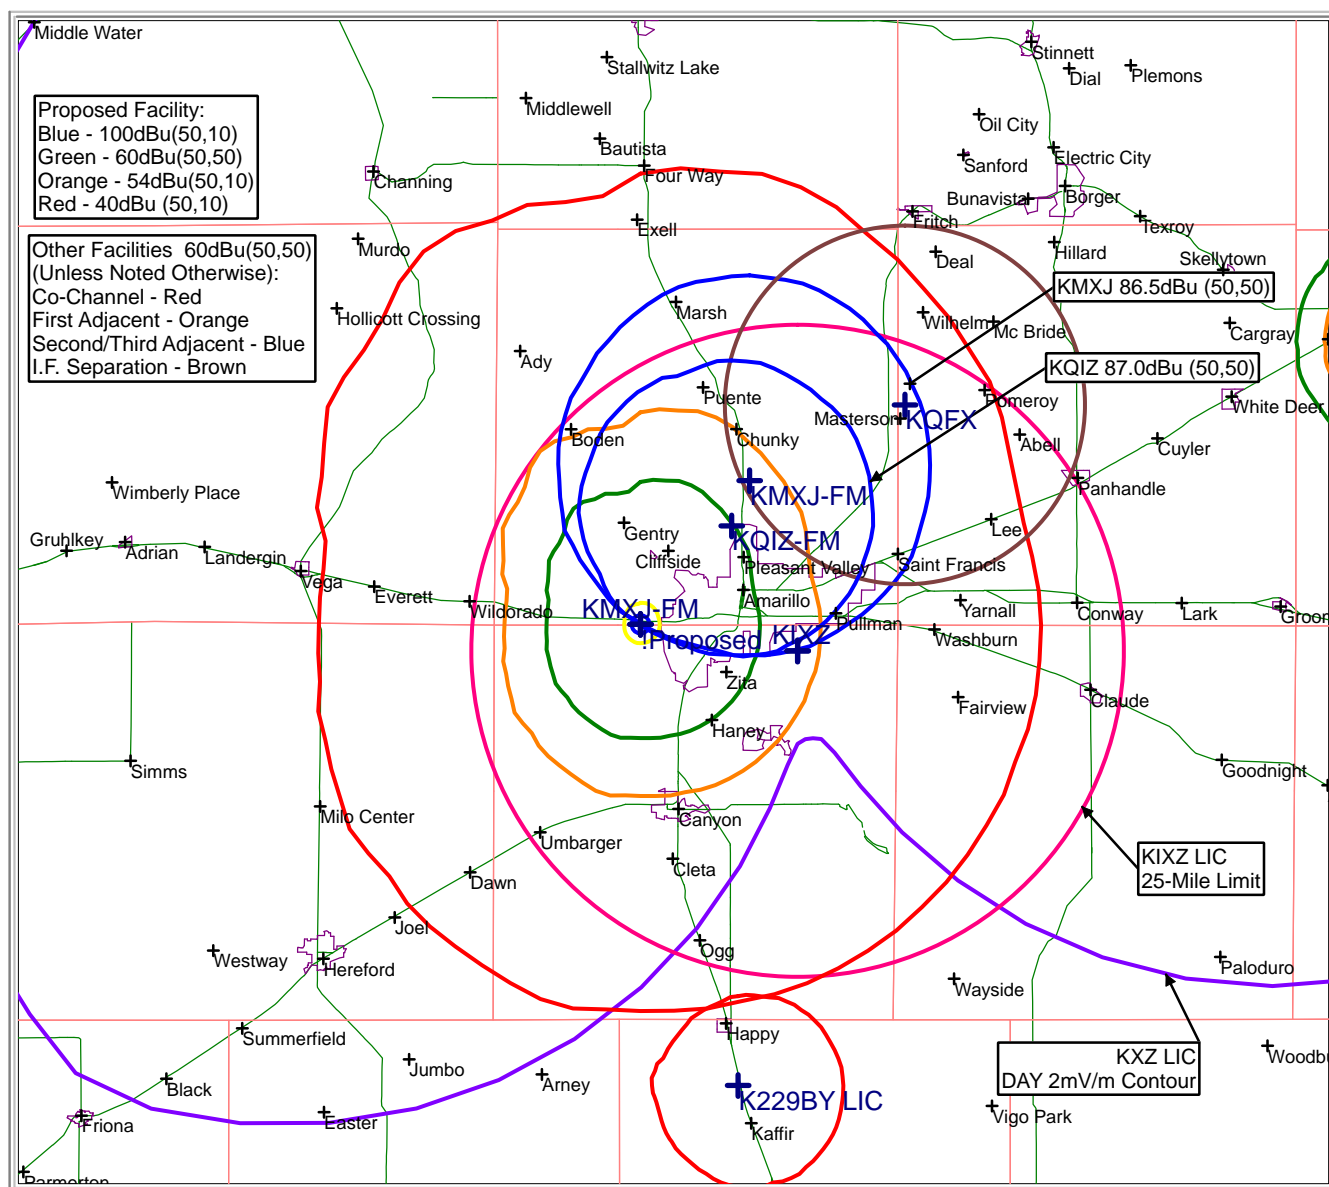 Middle Water
Stinnett
Stallwitz Lake
Dial
Plemons
Middlewell
Proposed Facility:
Blue - 100dBu(50,10)
Green - 60dBu(50,50)
Orange - 54dBu(50,10)
Red - 40dBu (50,10)
Oil City
Bautista
Electric City
Sanford
Channing
Four Way
Bunavista
Borger
Fritch
Texroy
Exell
Murdo
Hillard
Other Facilities 60dBu(50,50)
(Unless Noted Otherwise):
Co-Channel - Red
First Adjacent - Orange
Second/Third Adjacent - Blue
I.F. Separation - Brown
Deal
Skellytown
KMXJ 86.5dBu (50,50)
Marsh
Hollicott Crossing
Wilhelm
Mc Bride
Cargray
Ady
KQIZ 87.0dBu (50,50)
Puente
Pomeroy
White Deer
Masterson
KQFX
Boden
Chunky
Abell
Cuyler
Wimberly Place
KMXJ-FM
Panhandle
Gentry
KQIZ-FM
Lee
Gruhlkey
Adrian
Landergin
Cliffside
Pleasant Valley
Saint Francis
Vega
Everett
Wildorado
KMXJ-FM
Amarillo
Pullman
Yarnall
Conway
Lark
Groom
!Proposed
KIXZ
Washburn
Zita
Fairview
Claude
Haney
Simms
Goodnight
Milo Center
Canyon
Umbarger
KIXZ LIC
25-Mile Limit
Cleta
Dawn
Joel
Ogg
Westway
Hereford
Paloduro
Wayside
Happy
Summerfield
KXZ LIC
DAY 2mV/m Contour
Woodbu
Jumbo
Arney
Black
K229BY LIC
Friona
Easter
Kaffir
Vigo Park
Parmerton